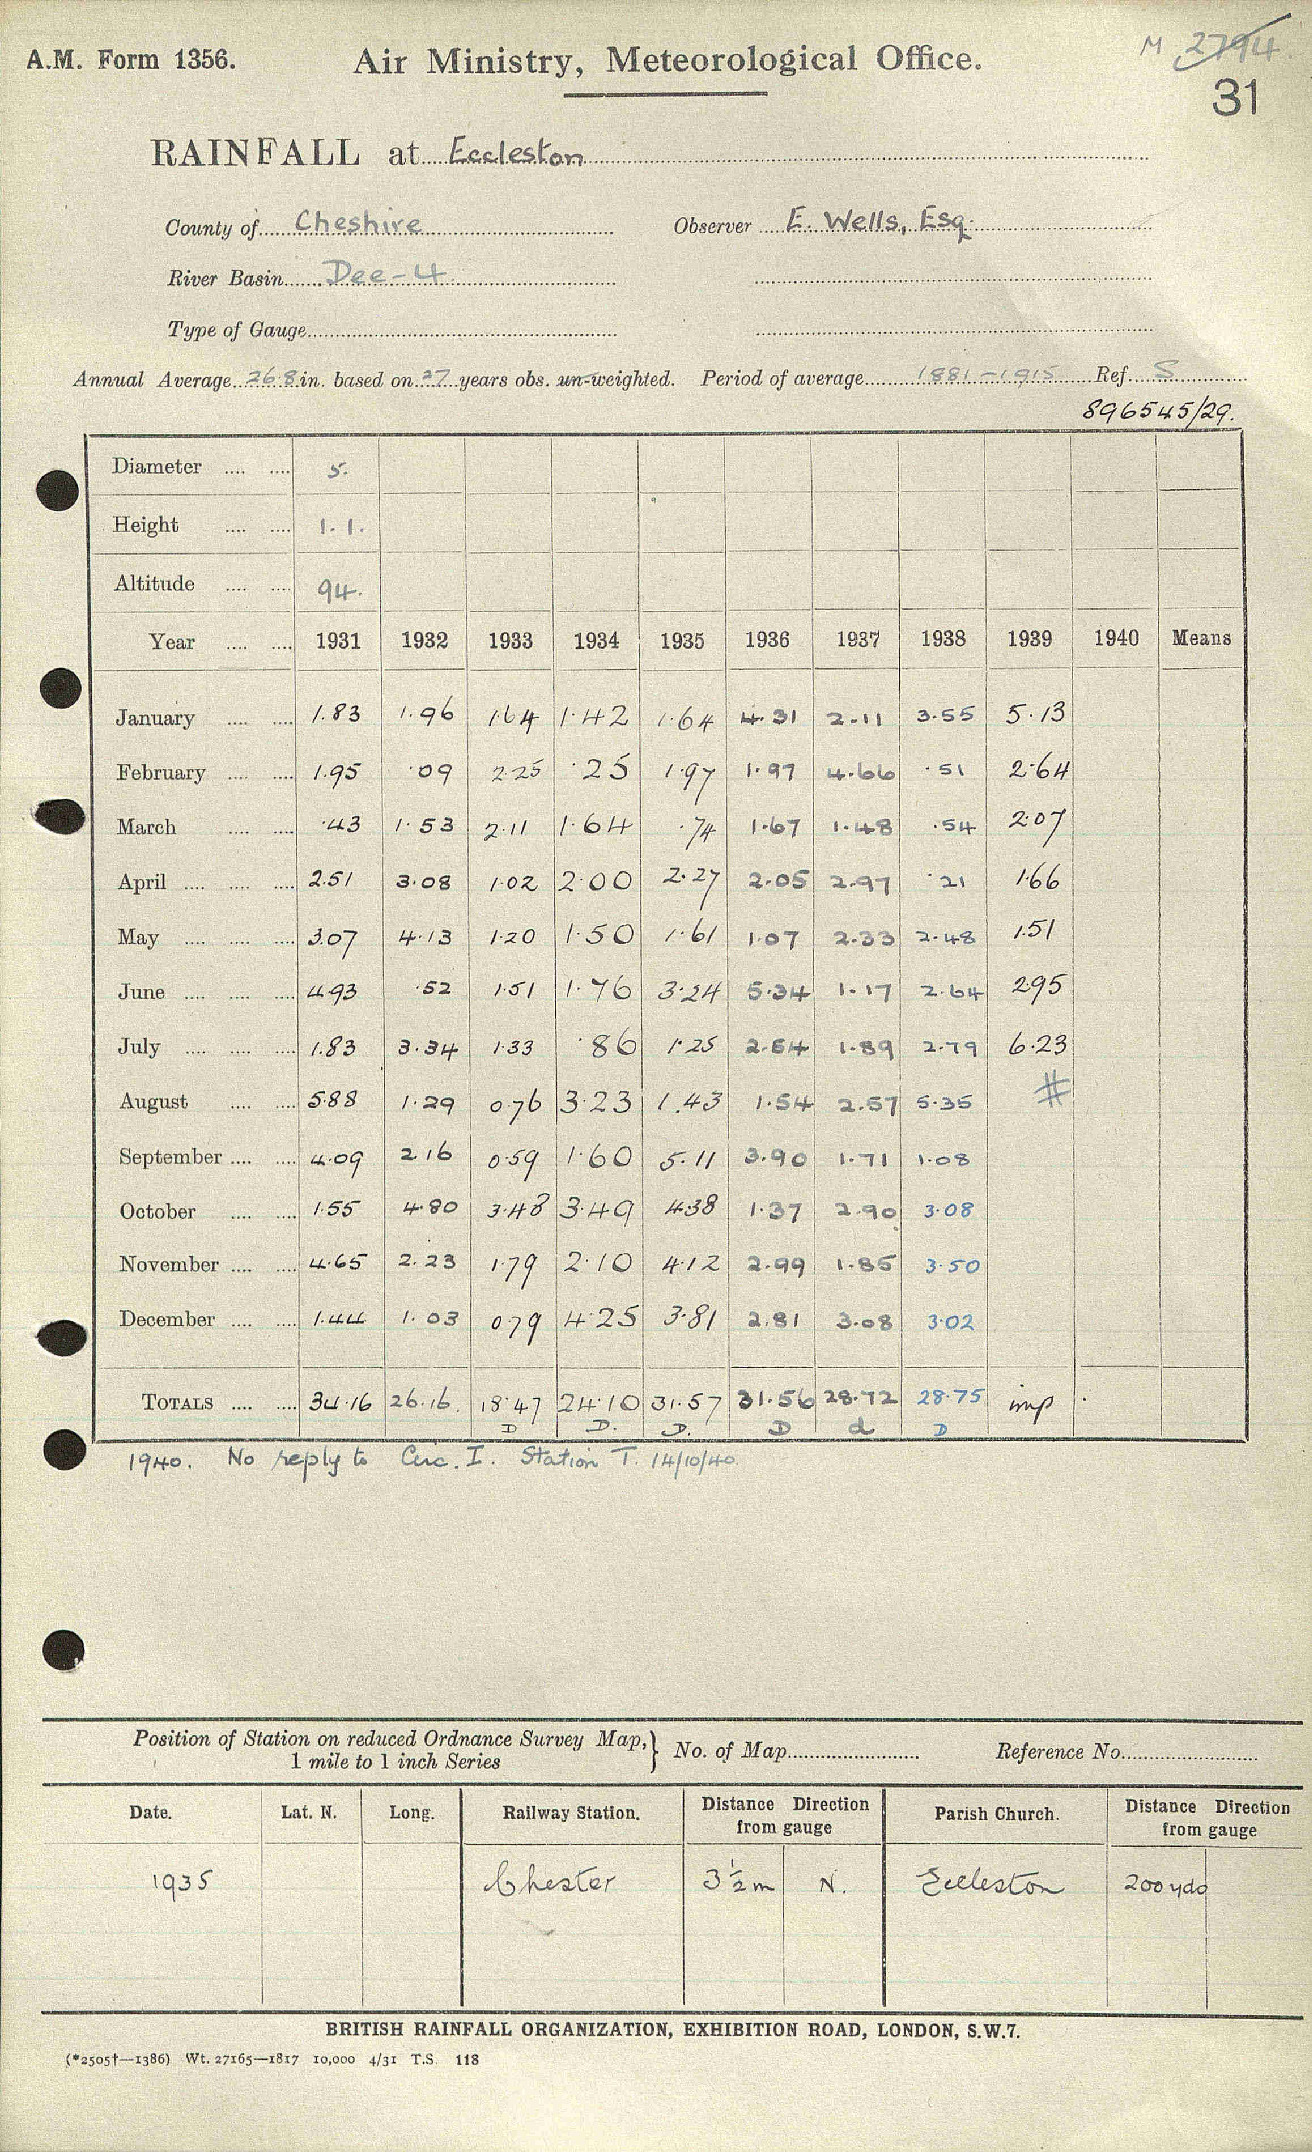 A.M. Form 1356. Air Ministry, Meteorological Office. M 2794
31
RAINFALL at Eccleston
County of Cheshire Observer E. Wells, Esq.
River Basin Dee-4
Type of Gauge
Annual Average 26.8 in. based on 27 years obs. un-weighted. Period of average 1881-1915 Ref. S
896545/29.
Diameter 5.
Height 1.1.
Altitude 94.
Year 1931 1932 1933 1934 1935 1936 1937 1938 1939 1940 Means
January 1.83 1.96 1.64 1.42 1.64 4.31 2.11 3.55 5.13
February 1.95 .09 2.25 .25 1.97 1.97 4.66 .51 2.64
March .43 1.53 2.11 1.64 .74 1.67 1.48 .54 2.07
April 2.51 3.08 1.02 2.00 2.27 2.05 2.97 .21 1.66
May 3.07 4.13 1.20 1.50 1.61 1.07 2.33 2.48 1.51
June 4.93 .52 1.51 1.76 3.24 5.34 1.17 2.64 2.95
July 1.83 3.34 1.33 .86 1.25 2.54 1.89 2.79 6.23
August 5.88 1.29 0.76 3.23 1.43 1.54 2.57 5.35 #
September 4.09 2.16 0.59 1.60 5.11 3.90 1.71 1.08
October 1.55 4.80 3.48 3.49 4.38 1.37 2.90 3.08
November 4.65 2.23 1.79 2.10 4.12 2.99 1.85 3.50
December 1.44 1.03 0.79 4.25 3.81 2.81 3.08 3.02
TOTALS 34.16 26.16 18.47 24.10 31.57 31.56 28.72 28.75 imp
D D. D. D d D
1940. No reply to Circ. I. Station T. 14/10/40.
Position of Station on reduced Ordnance Survey Map, } No. of Map Reference No.
1 mile to 1 inch Series
Date. Lat. N. Long. Railway Station. Distance Direction from gauge Parish Church. Distance Direction from gauge
1935 Chester 3½m N. Eccleston 200 yds
BRITISH RAINFALL ORGANIZATION, EXHIBITION ROAD, LONDON, S.W.7.
(*2505†—1386) Wt. 27165—1817 10,000 4/31 T.S. 118